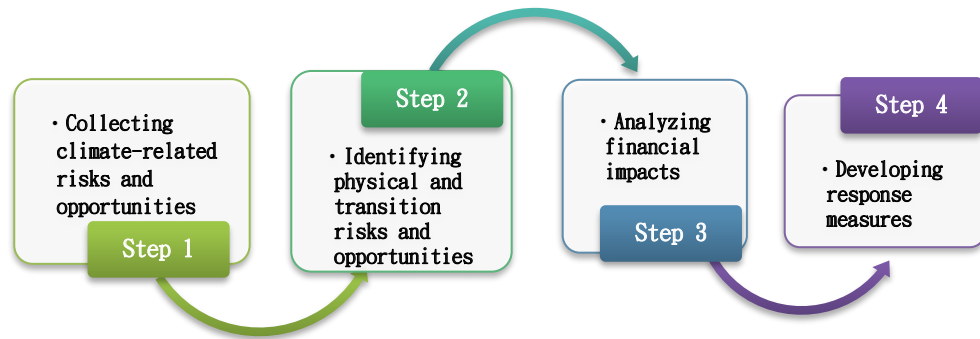 ・Collecting
climate-related
risks and
opportunities
Step 1
Step 2
・Identifying
physical and
transition
risks and
opportunities
・Analyzing
financial
impacts
Step 3
Step 4
・Developing
response
measures